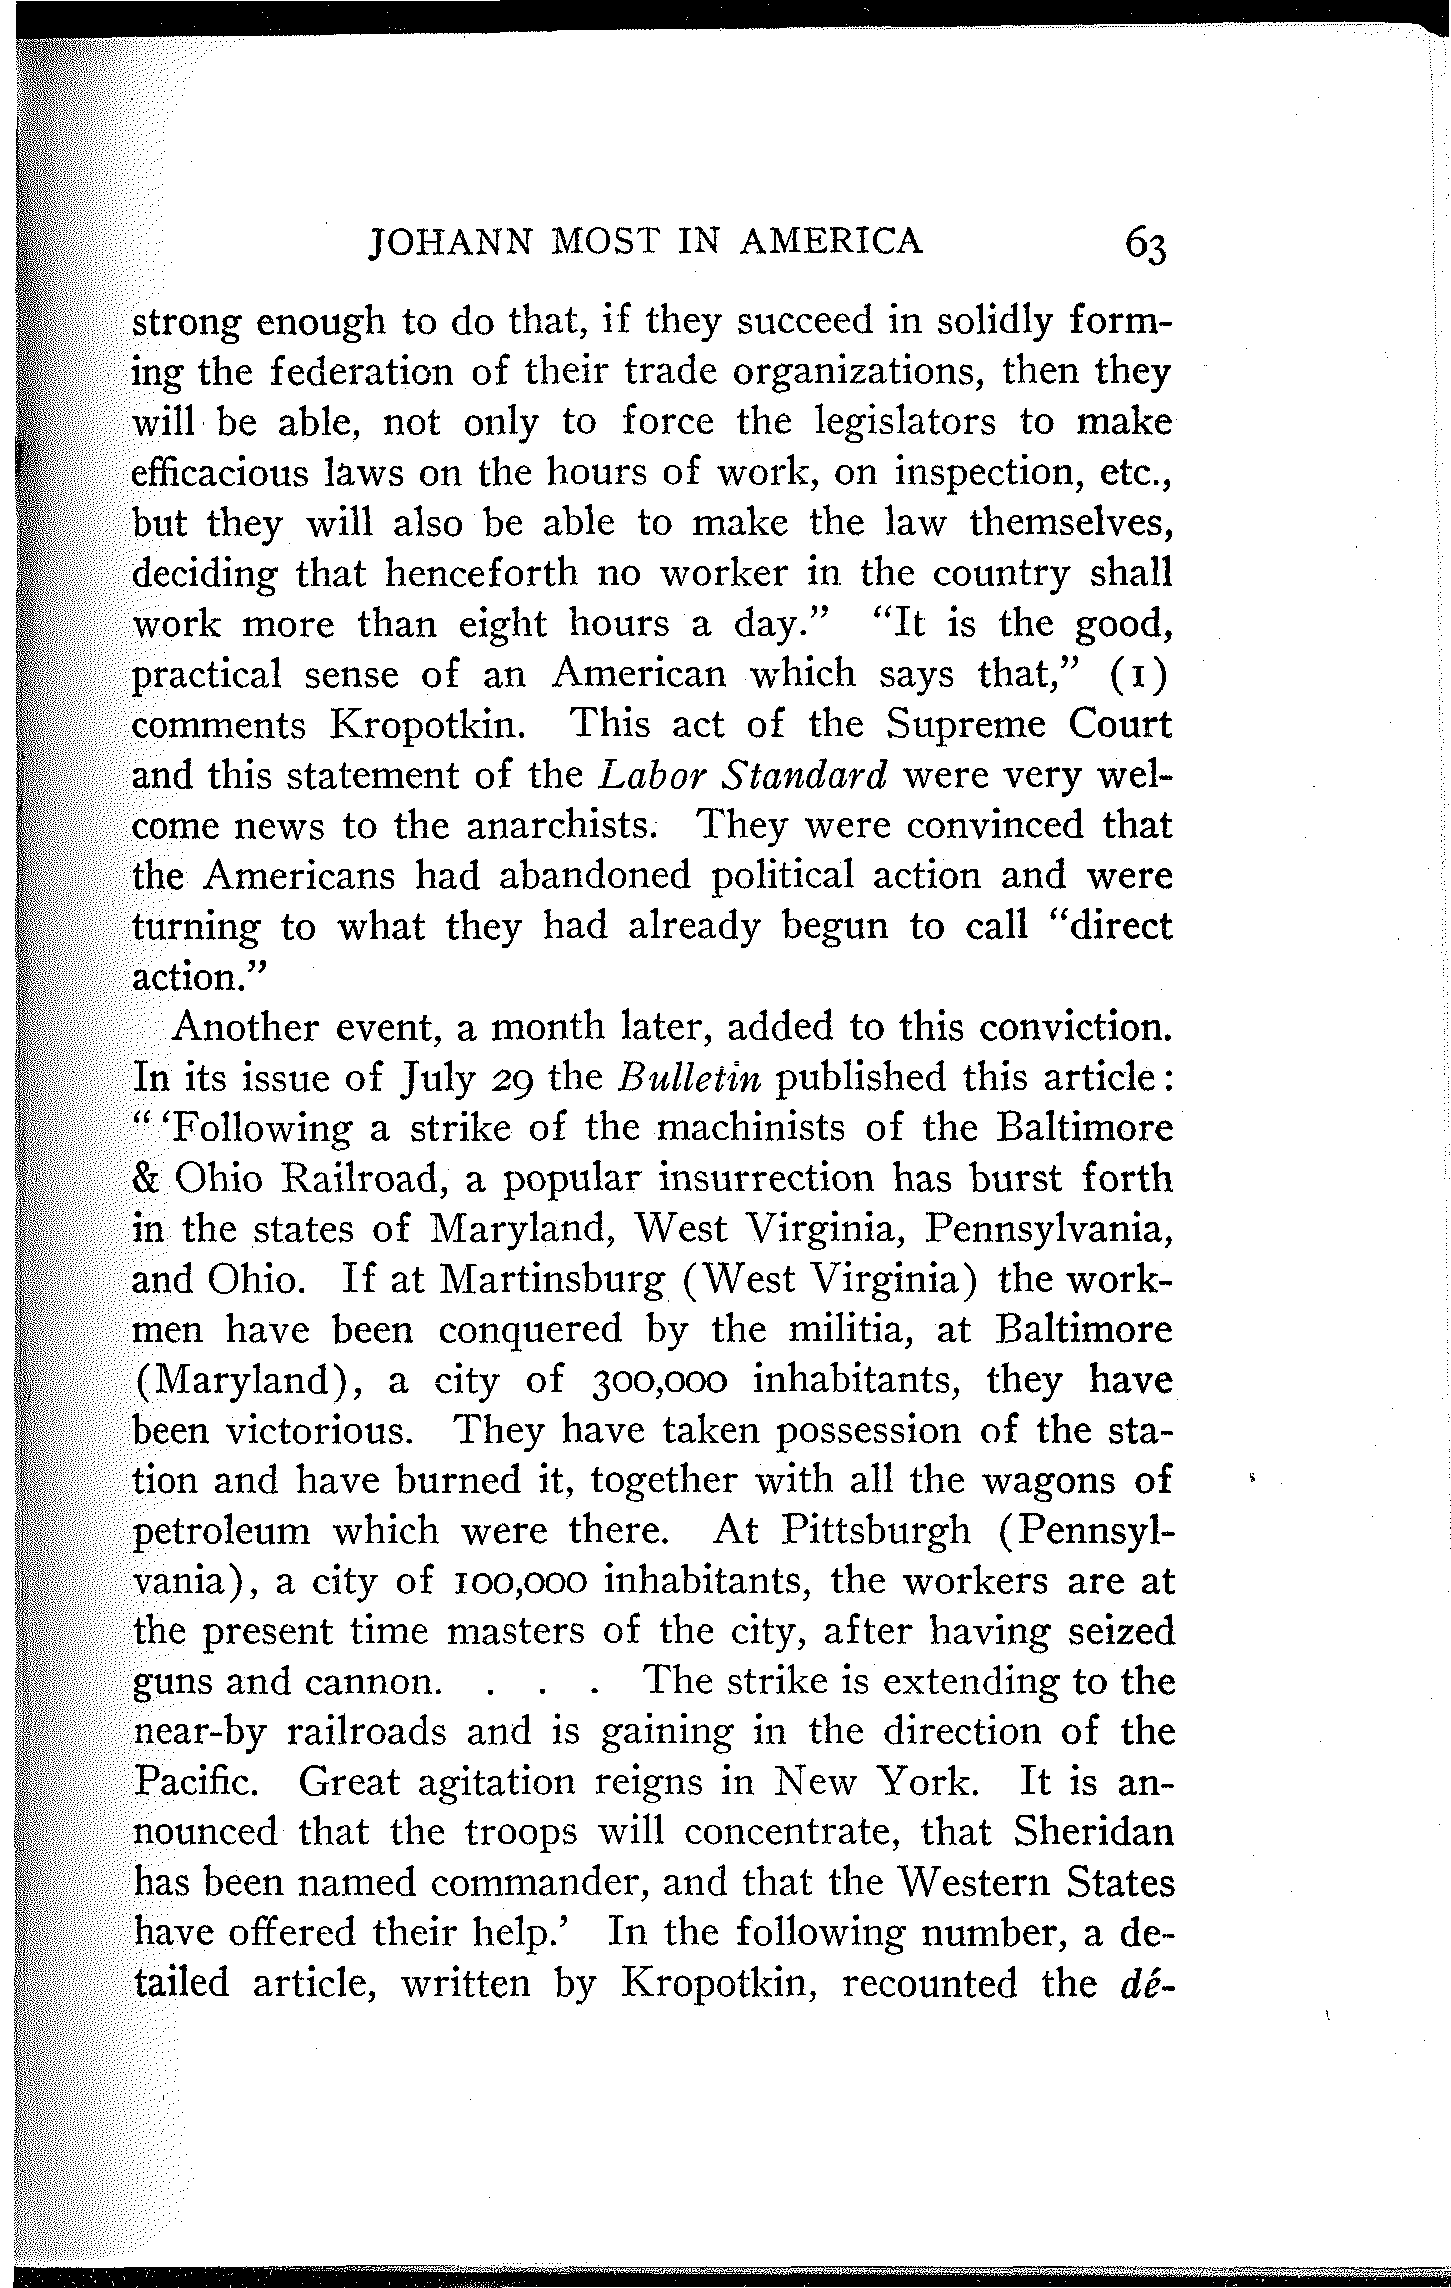 JOHANN MOST IN AMERICA 63
strong enough to do that, if they succeed in solidly form-
ing the federation of their trade organizations, then they
will be able, not only to force the legislators to make
efficacious laws on the hours of work, on inspection, etc.,
but they will also be able to make the law themselves,
deciding that henceforth no worker in the country shall
work more than eight hours a day.” “It is the good,
practical sense of an American which says that,” (1)
comments Kropotkin. This act of the Supreme Court
and this statement of the Labor Standard were very wel-
come news to the anarchists. They were convinced that
the Americans had abandoned political action and were
turning to what they had already begun to call “direct
action.”
Another event, a month later, added to this conviction.
In its issue of July 29 the Bulletin published this article:
“ ‘Following a strike of the machinists of the Baltimore
& Ohio Railroad, a popular insurrection has burst forth
in the states of Maryland, West Virginia, Pennsylvania,
and Ohio. If at Martinsburg (West Virginia) the work-
men have been conquered by the militia, at Baltimore
(Maryland), a city of 300,000 inhabitants, they have
been victorious. They have taken possession of the sta-
tion and have burned it, together with all the wagons of
petroleum which were there. At Pittsburgh (Pennsyl-
vania), a city of 100,000 inhabitants, the workers are at
the present time masters of the city, after having seized
guns and cannon. . . . The strike is extending to the
near-by railroads and is gaining in the direction of the
Pacific. Great agitation reigns in New York. It is an-
nounced that the troops will concentrate, that Sheridan
has been named commander, and that the Western States
have offered their help.’ In the following number, a de-
tailed article, written by Kropotkin, recounted the dé-